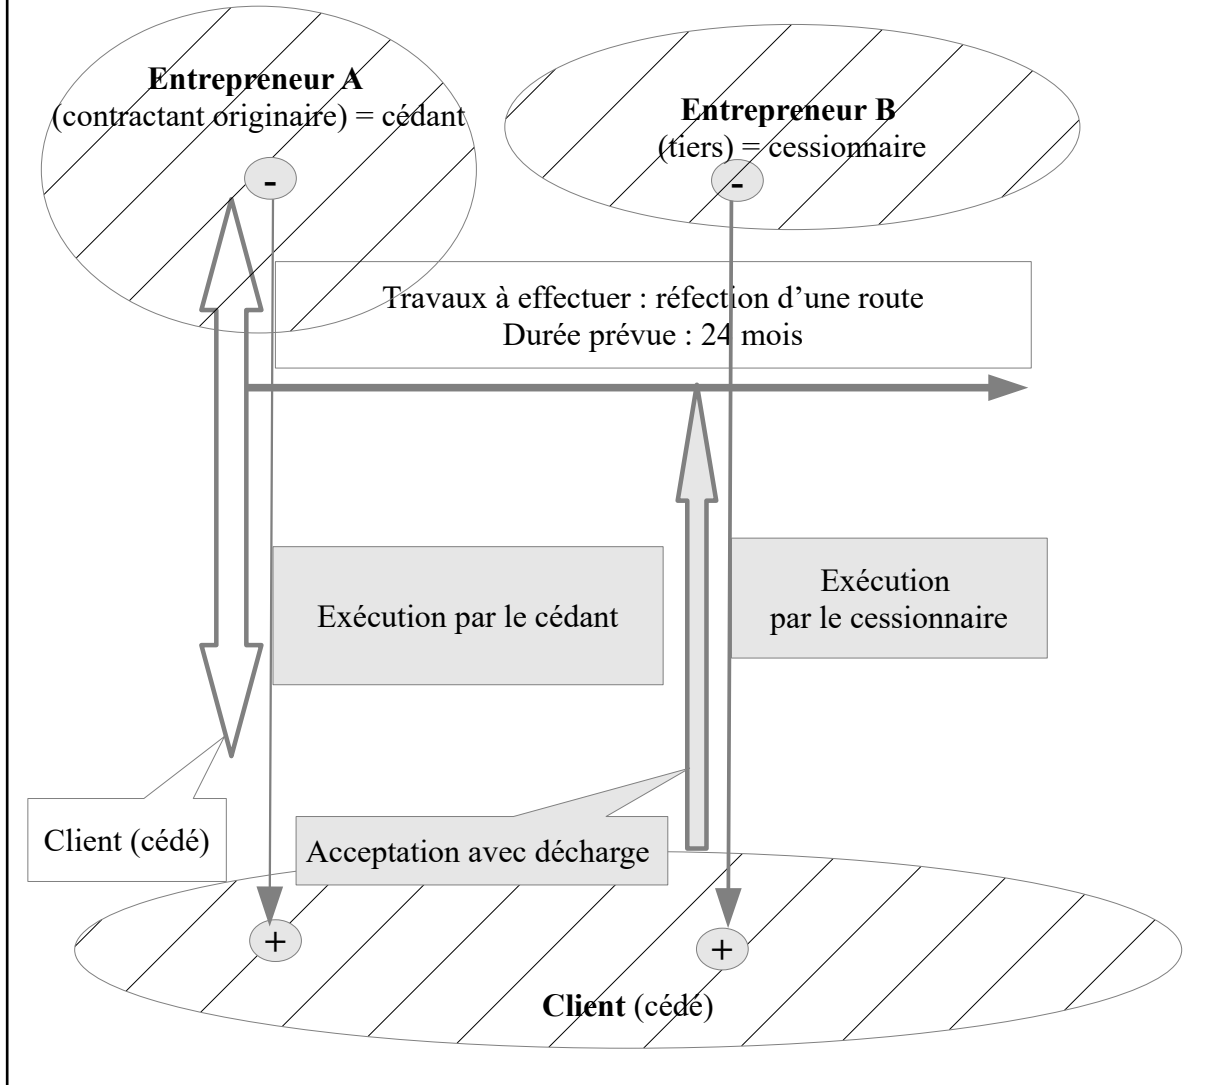 Entrepreneur A
(contractant originaire) = cédant
-
Entrepreneur B
(tiers) = cessionnaire
-
Travaux à effectuer : réfection d’une route
Durée prévue : 24 mois
Exécution par le cédant
Exécution
par le cessionnaire
Client (cédé)
Acceptation avec décharge
+
+
Client (cédé)